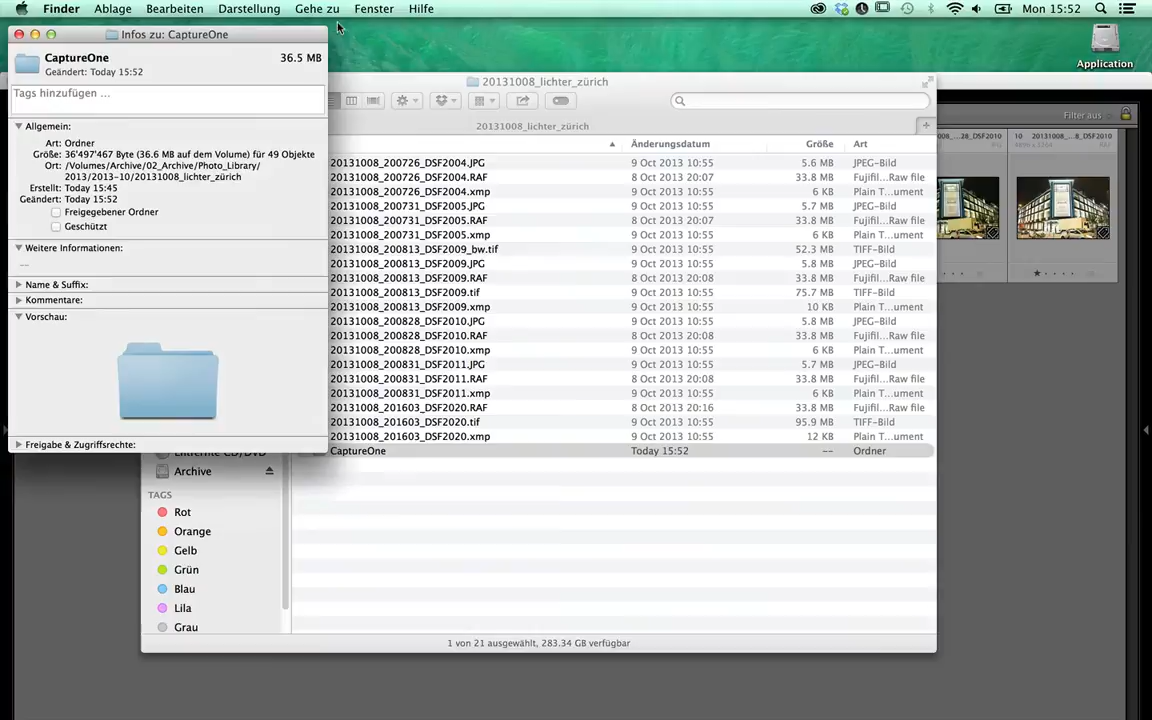 Finder Ablage Bearbeiten Darstellung Gehe zu Fenster Hilfe Mon 15:52
Infos zu: CaptureOne
CaptureOne 36.5 MB
Geändert: Today 15:52
Tags hinzufügen ...
Allgemein:
Art: Ordner
Größe: 36'497'467 Byte (36.6 MB auf dem Volume) für 49 Objekte
Ort: /Volumes/Archive/02_Archive/Photo_Library/
2013/2013-10/20131008_lichter_zürich
Erstellt: Today 15:45
Geändert: Today 15:52
Freigegebener Ordner
Geschützt
Weitere Informationen:
--
Name & Suffix:
Kommentare:
Vorschau:
Freigabe & Zugriffsrechte:
Application
20131008_lichter_zürich
20131008_lichter_zürich
Änderungsdatum Größe Art
20131008_200726_DSF2004.JPG 9 Oct 2013 10:55 5.6 MB JPEG-Bild
20131008_200726_DSF2004.RAF 8 Oct 2013 20:07 33.8 MB Fujifil...Raw file
20131008_200726_DSF2004.xmp 9 Oct 2013 10:55 6 KB Plain T...ument
20131008_200731_DSF2005.JPG 9 Oct 2013 10:55 5.7 MB JPEG-Bild
20131008_200731_DSF2005.RAF 8 Oct 2013 20:07 33.8 MB Fujifil...Raw file
20131008_200731_DSF2005.xmp 9 Oct 2013 10:55 6 KB Plain T...ument
20131008_200813_DSF2009_bw.tif 9 Oct 2013 10:55 52.3 MB TIFF-Bild
20131008_200813_DSF2009.JPG 9 Oct 2013 10:55 5.8 MB JPEG-Bild
20131008_200813_DSF2009.RAF 8 Oct 2013 20:08 33.8 MB Fujifil...Raw file
20131008_200813_DSF2009.tif 9 Oct 2013 10:55 75.7 MB TIFF-Bild
20131008_200813_DSF2009.xmp 9 Oct 2013 10:55 10 KB Plain T...ument
20131008_200828_DSF2010.JPG 9 Oct 2013 10:55 5.8 MB JPEG-Bild
20131008_200828_DSF2010.RAF 8 Oct 2013 20:08 33.8 MB Fujifil...Raw file
20131008_200828_DSF2010.xmp 9 Oct 2013 10:55 6 KB Plain T...ument
20131008_200831_DSF2011.JPG 9 Oct 2013 10:55 5.7 MB JPEG-Bild
20131008_200831_DSF2011.RAF 8 Oct 2013 20:08 33.8 MB Fujifil...Raw file
20131008_200831_DSF2011.xmp 9 Oct 2013 10:55 6 KB Plain T...ument
20131008_201603_DSF2020.RAF 8 Oct 2013 20:16 33.8 MB Fujifil...Raw file
20131008_201603_DSF2020.tif 9 Oct 2013 10:55 95.9 MB TIFF-Bild
20131008_201603_DSF2020.xmp 9 Oct 2013 10:55 12 KB Plain T...ument
CaptureOne Today 15:52 -- Ordner
Entfernte CD/DVD
Archive
TAGS
Rot
Orange
Gelb
Grün
Blau
Lila
Grau
1 von 21 ausgewählt, 283.34 GB verfügbar
Filter aus
10 20131008_...8_DSF2010